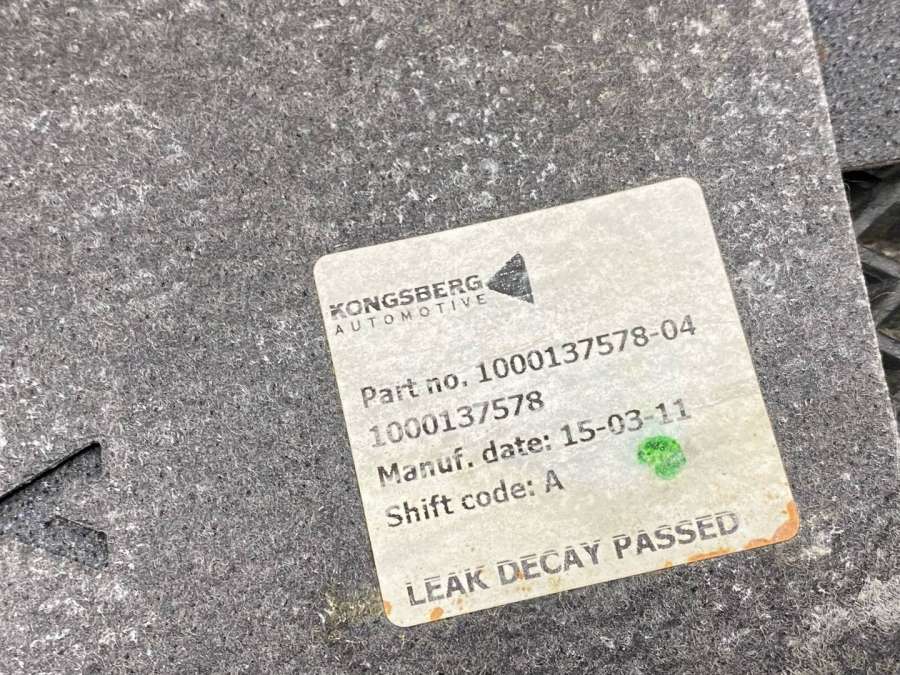 KONGSBERG
AUTOMOTIVE
Part no. 1000137578-04
1000137578
Manuf. date: 15-03-11
Shift code: A
LEAK DECAY PASSED